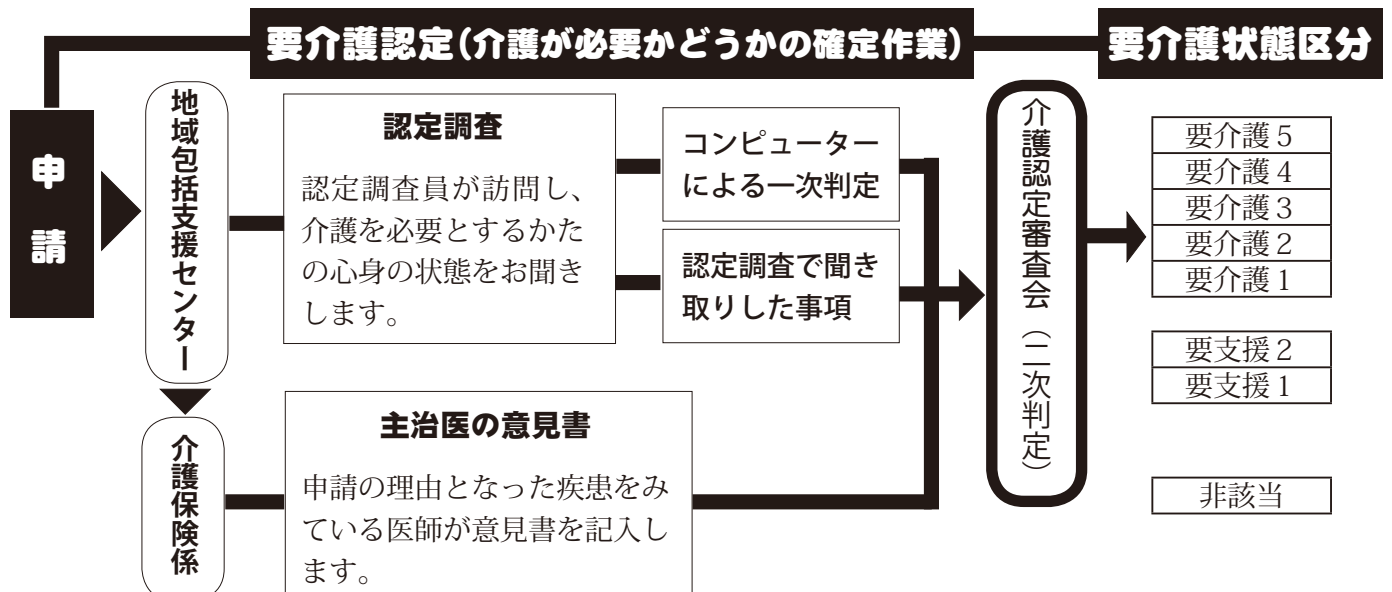 要介護認定（介護が必要かどうかの確定作業）
要介護状態区分
申請
地域包括支援センター
認定調査
認定調査員が訪問し、
介護を必要とするかた
の心身の状態をお聞き
します。
コンピューター
による一次判定
認定調査で聞き
取りした事項
介護保険係
主治医の意見書
申請の理由となった疾患をみ
ている医師が意見書を記入し
ます。
介護認定審査会（二次判定）
要介護５
要介護４
要介護３
要介護２
要介護１
要支援２
要支援１
非該当